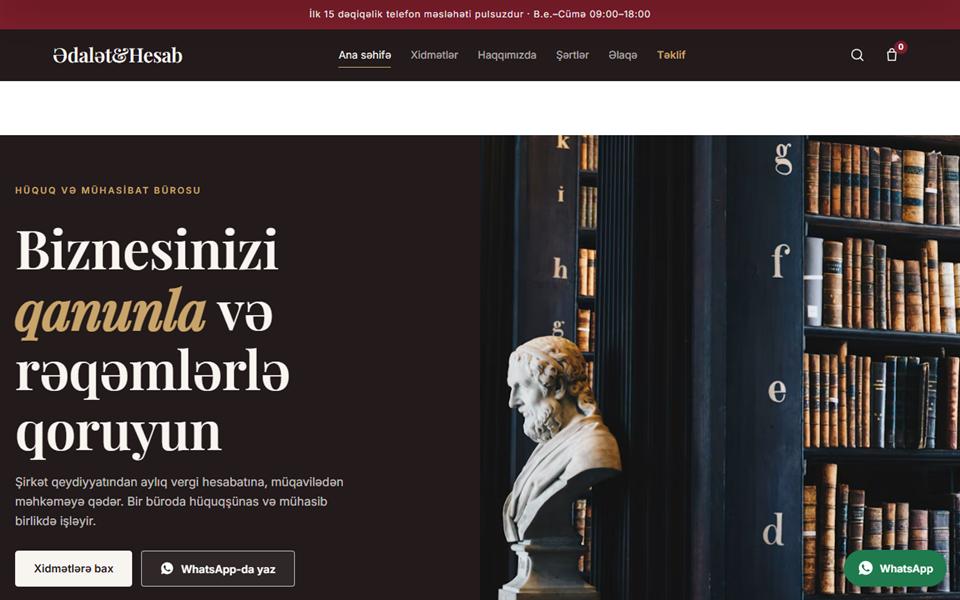 İlk 15 dəqiqəlik telefon məsləhəti pulsuzdur · B.e.–Cümə 09:00–18:00
Ədalət&Hesab
Ana səhifə Xidmətlər Haqqımızda Şərtlər Əlaqə Təklif
0
HÜQUQ VƏ MÜHASİBAT BÜROSU
Biznesinizi
qanunla və
rəqəmlərlə
qoruyun
Şirkət qeydiyyatından aylıq vergi hesabatına, müqavilədən
məhkəməyə qədər. Bir büroda hüquqşünas və mühasib
birlikdə işləyir.
Xidmətlərə bax
WhatsApp-da yaz
k
i
h
g
g
f
e
d
WhatsApp